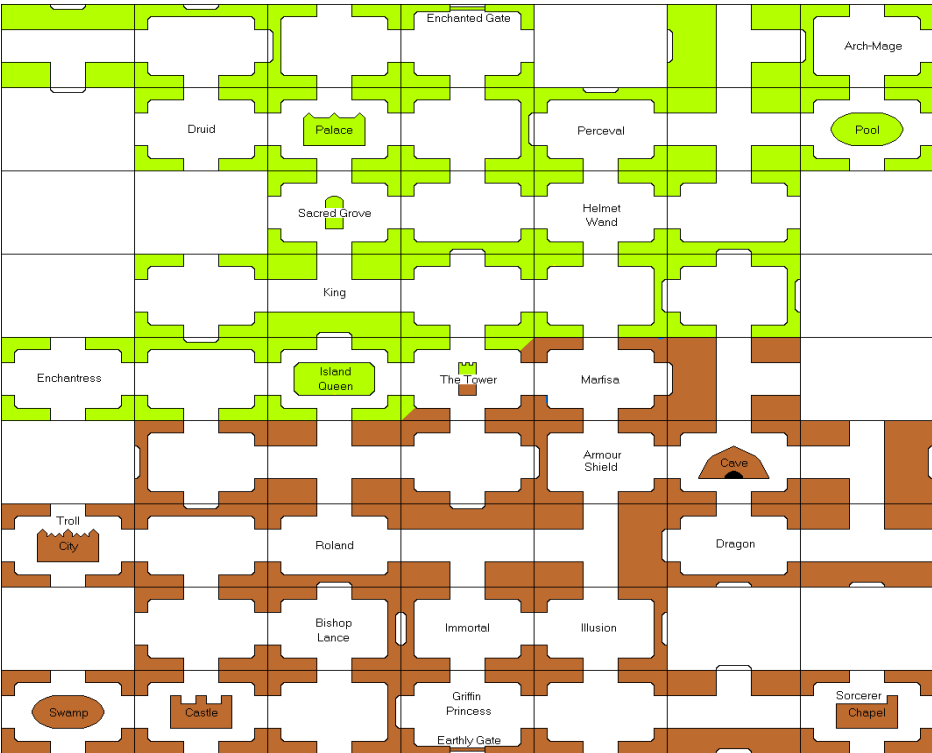 Enchanted Gate
Arch-Mage
Druid
Palace
Perceval
Pool
Sacred Grove
Helmet
Wand
King
Enchantress
Island
Queen
The Tower
Marfisa
Armour
Shield
Cave
Troll
City
Roland
Dragon
Bishop
Lance
Immortal
Illusion
Swamp
Castle
Griffin
Princess
Earthly Gate
Sorcerer
Chapel